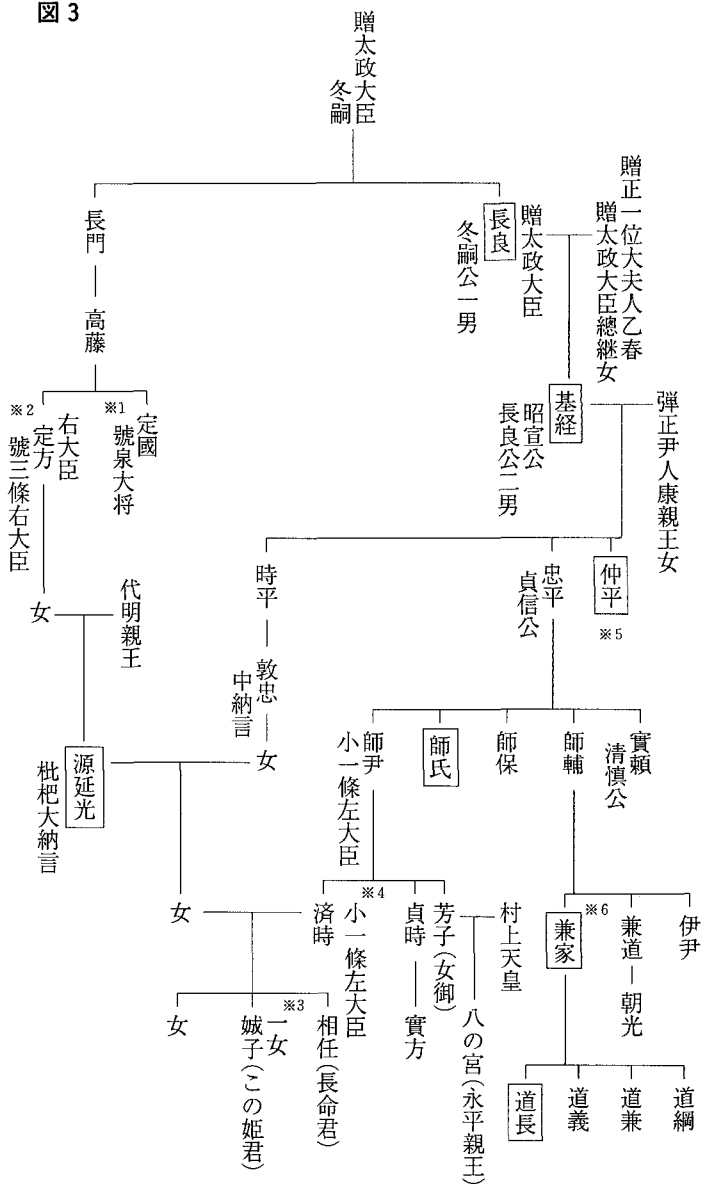 図3
贈太政大臣
冬嗣
贈正一位大夫人乙春
贈太政大臣總継女
贈太政大臣
長良
冬嗣公一男
長門
高藤
弾正尹人康親王女
基経
昭宣公
長良公二男
定國
※1
號泉大将
右大臣
定方
※2
號三條右大臣
仲平
※5
忠平
貞信公
時平
敦忠
中納言
女
代明親王
女
實頼
清慎公
師輔
師保
師氏
師尹
小一條左大臣
源延光
枇杷大納言
伊尹
兼道
朝光
※6
兼家
村上天皇
芳子(女御)
貞時
實方
※4
小一條左大臣
済時
女
八の宮(永平親王)
道綱
道兼
道義
道長
相任(長命君)
※3
一女
娍子(この姫君)
女